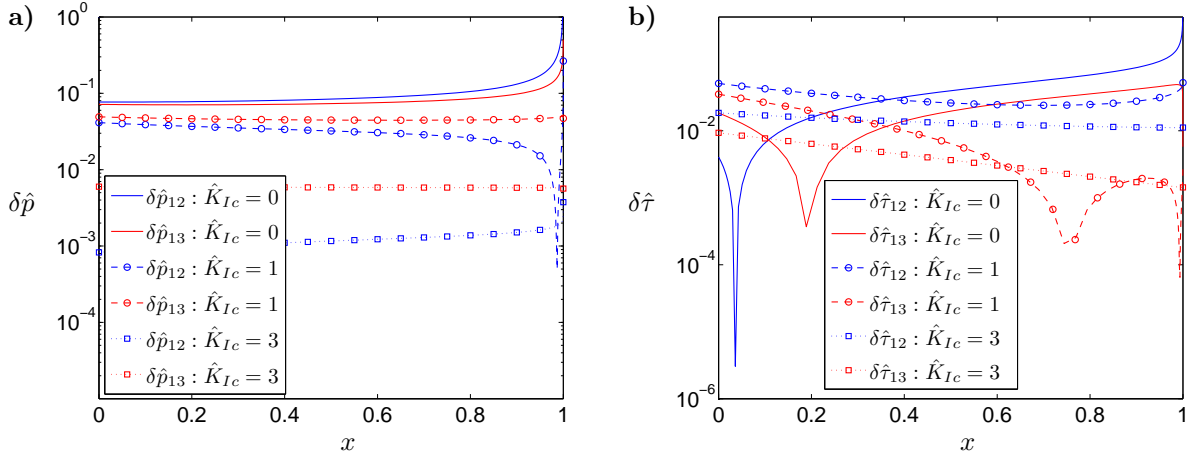 a)
10^0
10^{-1}
10^{-2}
10^{-3}
10^{-4}
δp̂
δp̂_{12} : K̂_{Ic} = 0
δp̂_{13} : K̂_{Ic} = 0
δp̂_{12} : K̂_{Ic} = 1
δp̂_{13} : K̂_{Ic} = 1
δp̂_{12} : K̂_{Ic} = 3
δp̂_{13} : K̂_{Ic} = 3
0 0.2 0.4 0.6 0.8 1
x
b)
10^{-2}
10^{-4}
10^{-6}
δτ̂
δτ̂_{12} : K̂_{Ic} = 0
δτ̂_{13} : K̂_{Ic} = 0
δτ̂_{12} : K̂_{Ic} = 1
δτ̂_{13} : K̂_{Ic} = 1
δτ̂_{12} : K̂_{Ic} = 3
δτ̂_{13} : K̂_{Ic} = 3
0 0.2 0.4 0.6 0.8 1
x